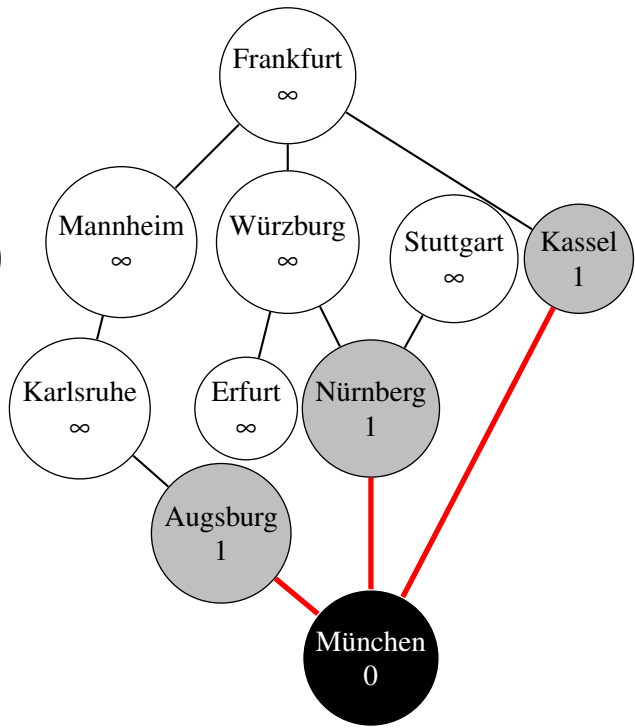 Frankfurt
∞
Mannheim
∞
Würzburg
∞
Stuttgart
∞
Kassel
1
Karlsruhe
∞
Erfurt
∞
Nürnberg
1
Augsburg
1
München
0